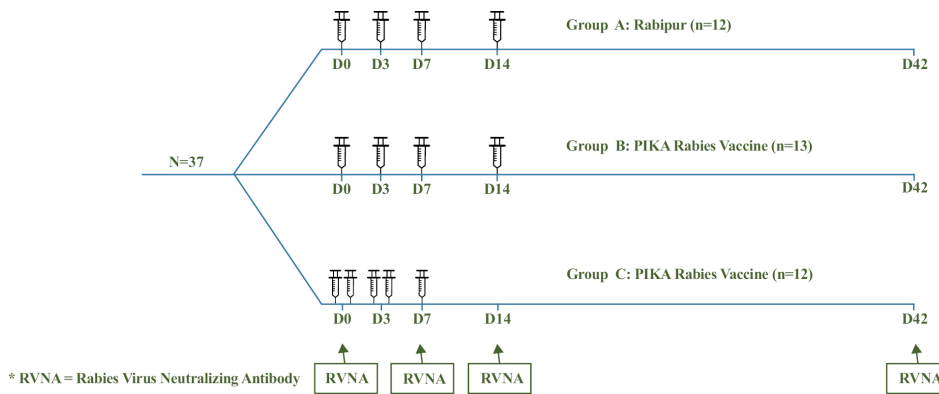 Group A: Rabipur (n=12)
D0 D3 D7 D14 D42
N=37
Group B: PIKA Rabies Vaccine (n=13)
D0 D3 D7 D14 D42
Group C: PIKA Rabies Vaccine (n=12)
D0 D3 D7 D14 D42
* RVNA = Rabies Virus Neutralizing Antibody RVNA RVNA RVNA RVNA